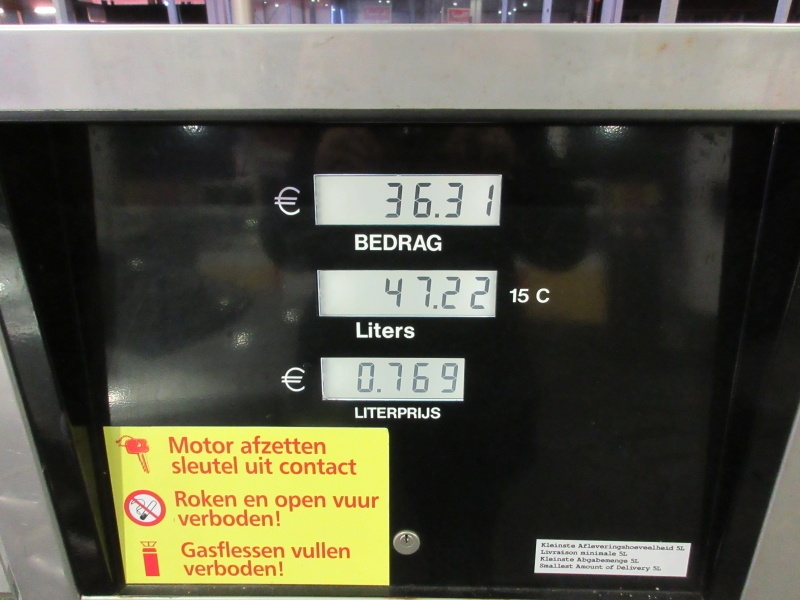 € 36.31
BEDRAG
47.22 15 C
Liters
€ 0.769
LITERPRIJS
Motor afzetten
sleutel uit contact
Roken en open vuur
verboden!
Gasflessen vullen
verboden!
Kleinste Afleveringshoeveelheid 5L
Livraison minimale 5L
Kleinste Abgabemenge 5L
Smallest Amount of Delivery 5L